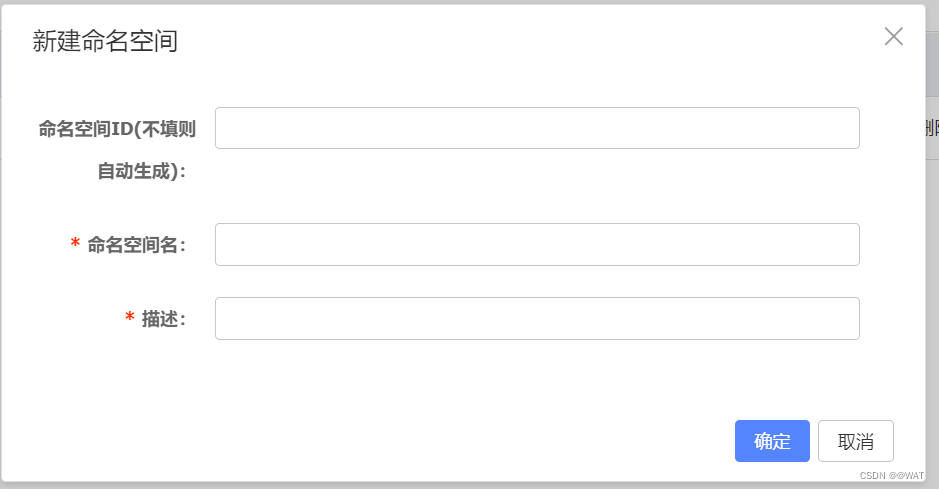 新建命名空间
命名空间ID(不填则
自动生成)：
* 命名空间名：
* 描述：
确定
取消
CSDN @@WAT